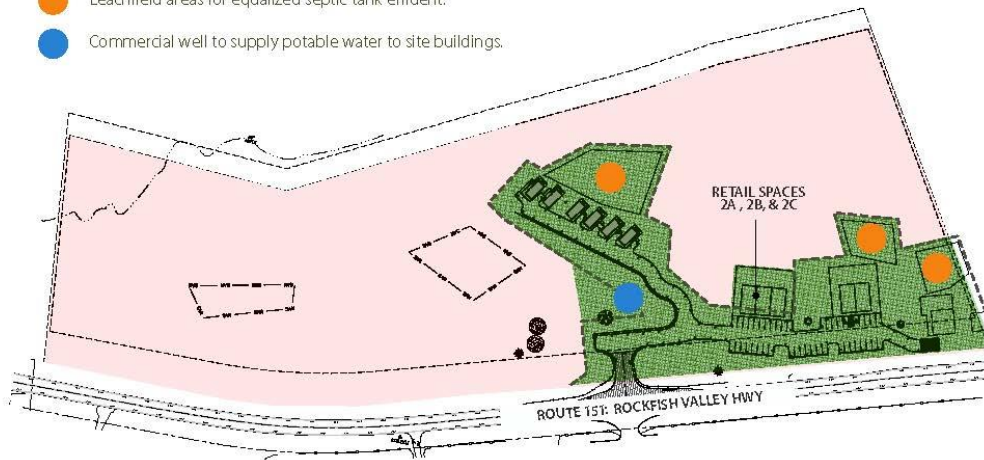 Leachfield areas for equalized septic tank effluent.
Commercial well to supply potable water to site buildings.
RETAIL SPACES
2A , 2B, & 2C
ROUTE 151: ROCKFISH VALLEY HWY